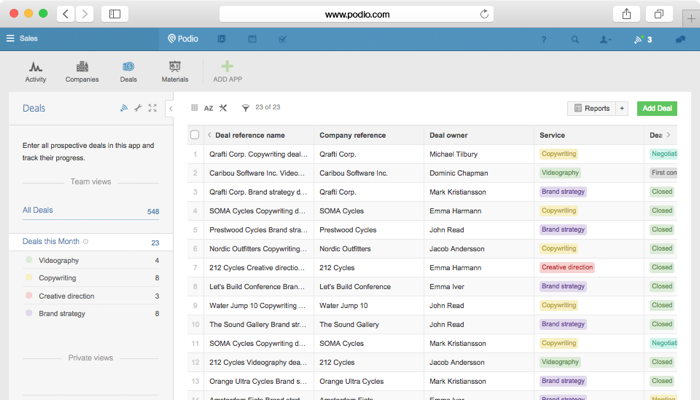 www.podio.com
Sales
Podio
?
3
Activity
Companies
Deals
Materials
ADD APP
Deals
Enter all prospective deals in this app and
track their progress.
Team views
All Deals 548
Deals this Month 23
Videography 4
Copywriting 8
Creative direction 3
Brand strategy 8
Private views
AZ
23 of 23
Reports
+
Add Deal
Deal reference name Company reference Deal owner Service Dea
1 Qrafti Corp. Copywriting deal... Qrafti Corp. Michael Tilbury Copywriting Negotiat
2 Caribou Software Inc. Video... Caribou Software Inc. Dominic Chapman Videography First con
3 Qrafti Corp. Brand strategy d... Qrafti Corp. Mark Kristiansson Brand strategy Closed
4 SOMA Cycles Copywriting d... SOMA Cycles Emma Harmann Copywriting Closed
5 Prestwood Cycles Brand stra... Prestwood Cycles John Read Brand strategy Closed
6 Nordic Outfitters Copywriting... Nordic Outfitters Jacob Andersson Copywriting Closed
7 212 Cycles Creative directio... 212 Cycles Emma Harmann Creative direction Closed
8 Let's Build Conference Bran... Let's Build Conference Emma Iver Brand strategy Closed
9 Water Jump 10 Copywriting ... Water Jump 10 John Read Copywriting Closed
10 The Sound Gallery Brand str... The Sound Gallery John Read Brand strategy Closed
11 SOMA Cycles Copywriting d... SOMA Cycles Mark Kristiansson Copywriting Negotiat
12 212 Cycles Videography dea... 212 Cycles Jacob Andersson Videography Closed
13 Orange Ultra Cycles Brand s... Orange Ultra Cycles Mark Kristiansson Brand strategy Closed